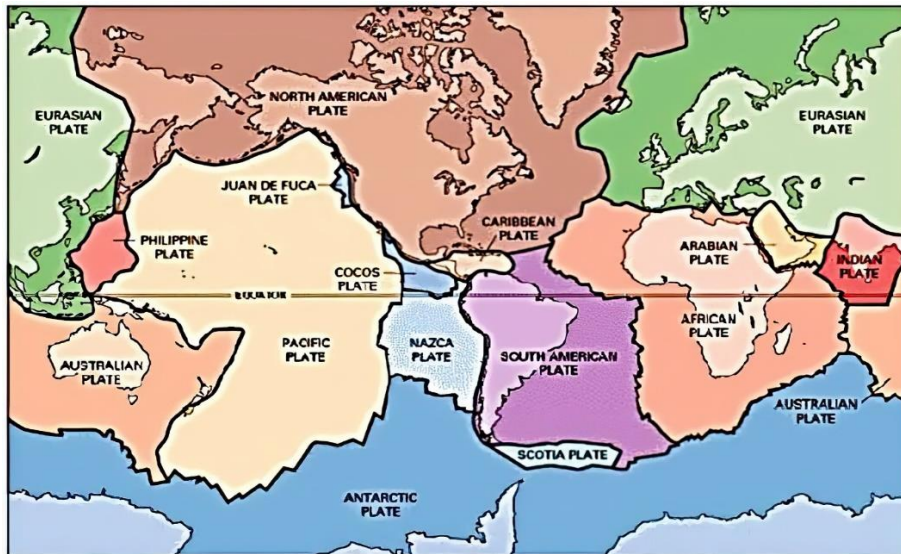 NORTH AMERICAN
PLATE
EURASIAN
PLATE
EURASIAN
PLATE
JUAN DE FUCA
PLATE
CARIBBEAN
PLATE
PHILIPPINE
PLATE
ARABIAN
PLATE
INDIAN
PLATE
COCOS
PLATE
EQUATOR
AFRICAN
PLATE
PACIFIC
PLATE
NAZCA
PLATE
SOUTH AMERICAN
PLATE
AUSTRALIAN
PLATE
AUSTRALIAN
PLATE
SCOTIA PLATE
ANTARCTIC
PLATE